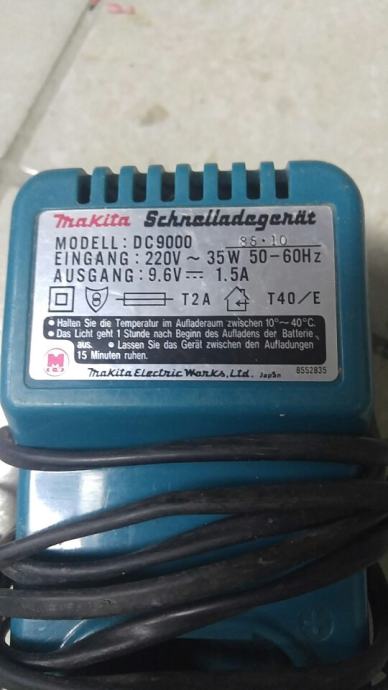 makita Schnelladegerät
MODELL: DC9000 86·10
EINGANG: 220V ~ 35W 50-60Hz
AUSGANG: 9.6V⎓ 1.5A
T2A T40/E
● Halten Sie die Temperatur im Aufladeraum zwischen 10°~40°C.
● Das Licht geht 1 Stunde nach Beginn des Aufladens der Batterie
aus. ● Lassen Sie das Gerät zwischen den Aufladungen
15 Minuten ruhen.
M
makita Electric Works, Ltd. Japan 8552835